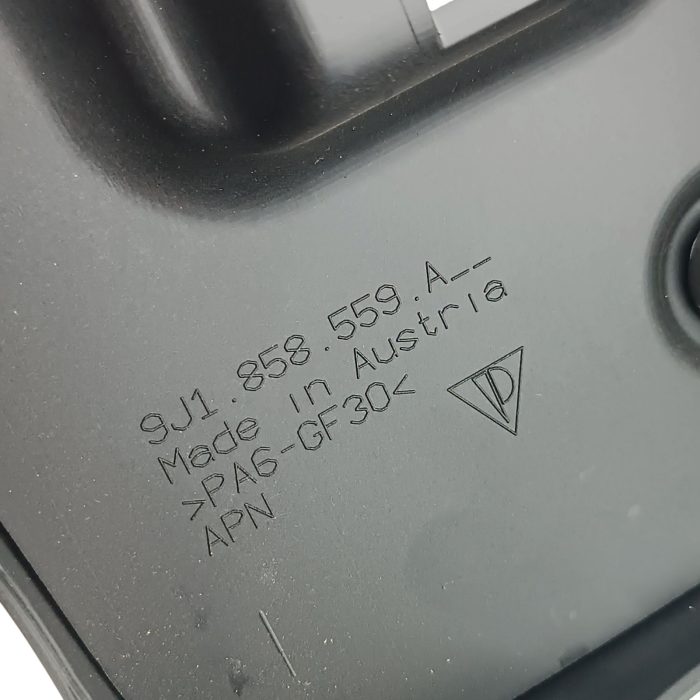 9J1.858.559.A__
Made in Austria
>PA6-GF30<
APN